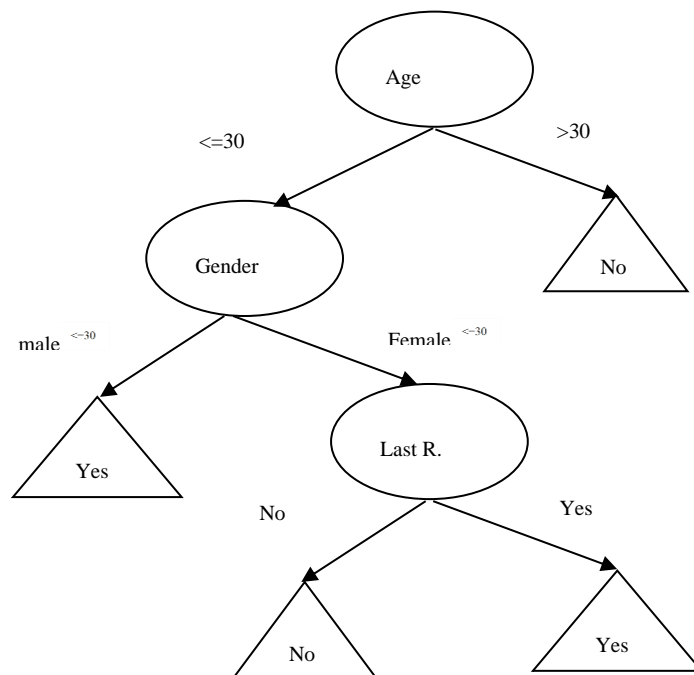 Age
<=30
>30
Gender
No
male <=30
Female <=30
Last R.
Yes
No
Yes
No
Yes